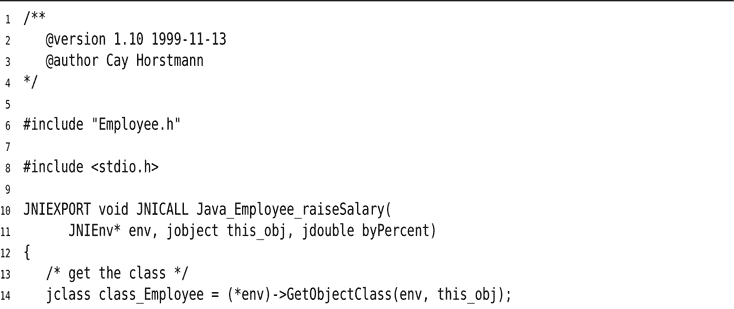 1 /**
2 @version 1.10 1999-11-13
3 @author Cay Horstmann
4 */
5
6 #include "Employee.h"
7
8 #include <stdio.h>
9
10 JNIEXPORT void JNICALL Java_Employee_raiseSalary(
11 JNIEnv* env, jobject this_obj, jdouble byPercent)
12 {
13 /* get the class */
14 jclass class_Employee = (*env)->GetObjectClass(env, this_obj);